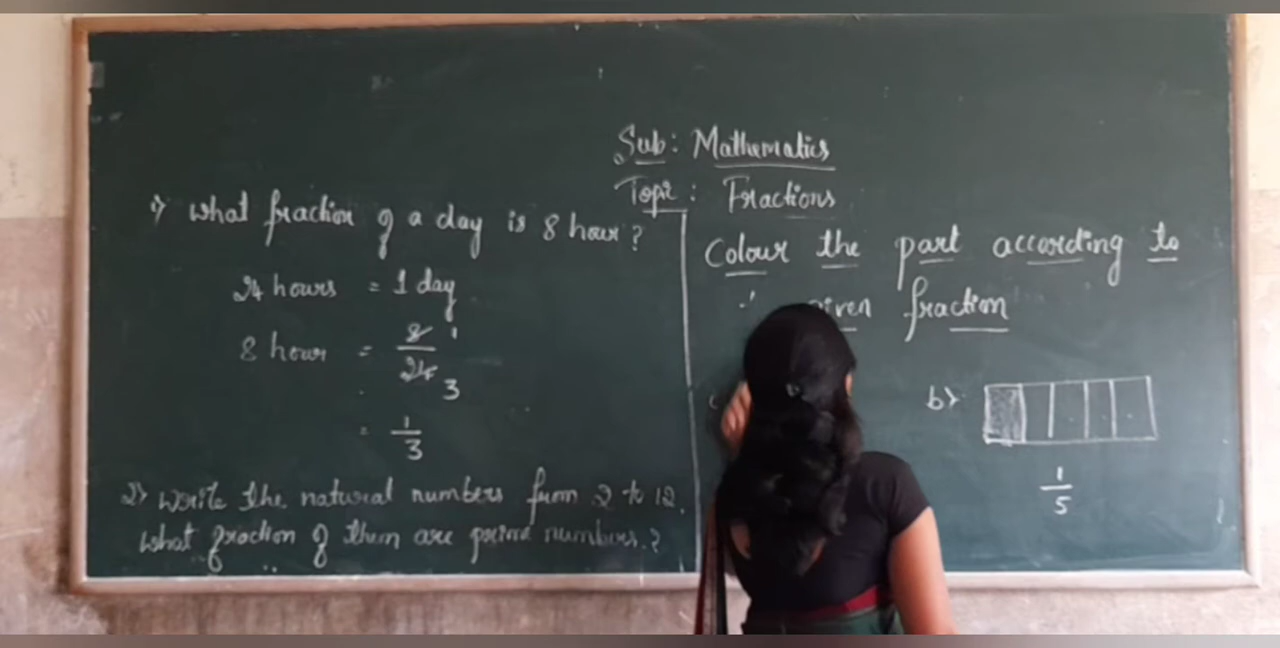 Sub: Mathematics
Topic: Fractions
1) what fraction of a day is 8 hour?
24 hours = 1 day
8 hour = 8/24 1 3
= 1/3
2) Write the natural numbers from 2 to 12.
What fraction of them are prime numbers.?
Colour the part according to
given fraction
b)
1/5